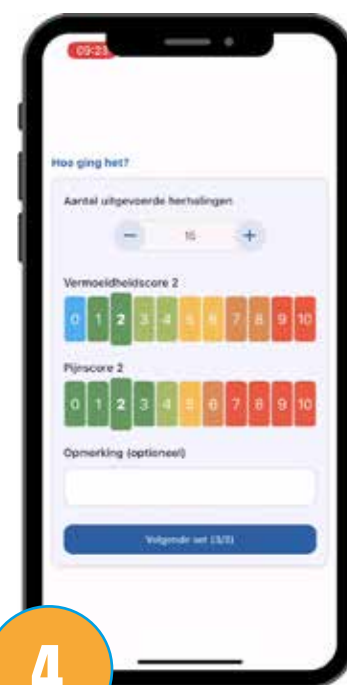 09:23
Hoe ging het?
Aantal uitgevoerde herhalingen
− 15 +
Vermoeidheidscore 2
0 1 2 3 4 5 6 7 8 9 10
Pijnscore 2
0 1 2 3 4 5 6 7 8 9 10
Opmerking (optioneel)
Volgende set (3/3)
4